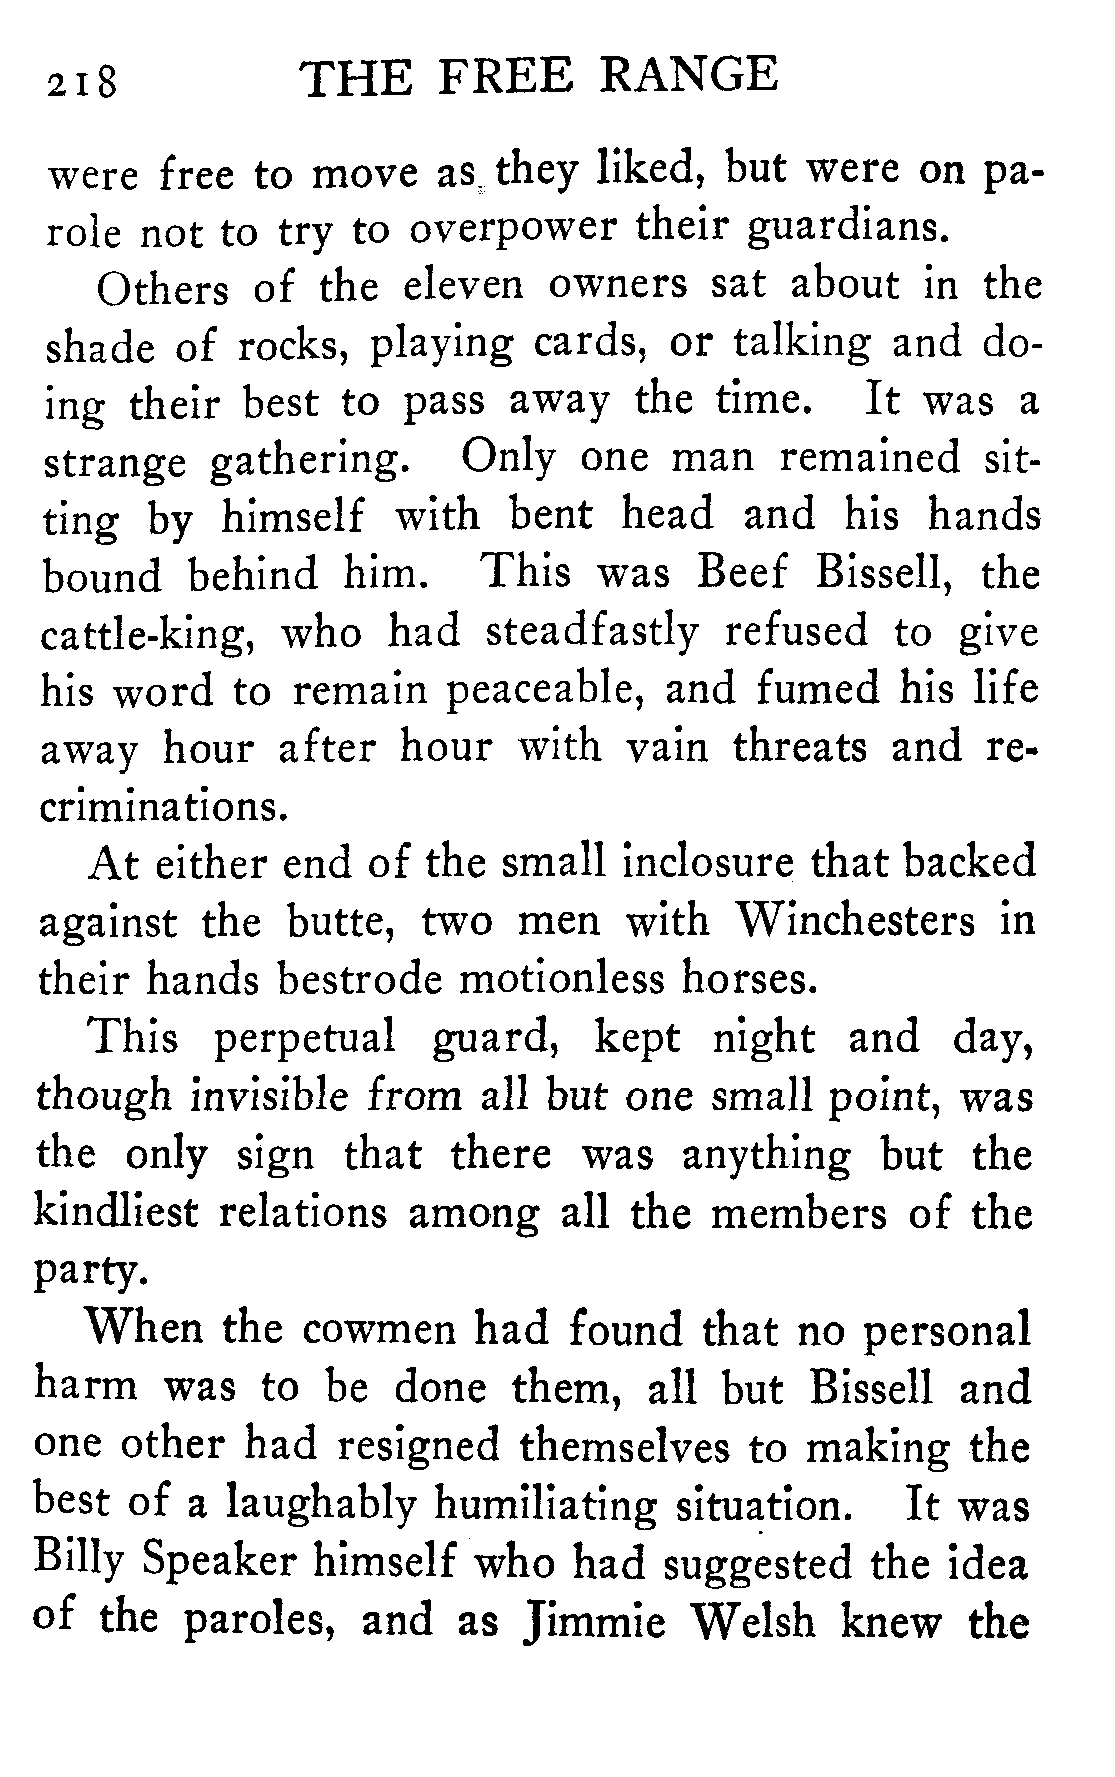 218 THE FREE RANGE
were free to move as they liked, but were on pa-
role not to try to overpower their guardians.
Others of the eleven owners sat about in the
shade of rocks, playing cards, or talking and do-
ing their best to pass away the time. It was a
strange gathering. Only one man remained sit-
ting by himself with bent head and his hands
bound behind him. This was Beef Bissell, the
cattle-king, who had steadfastly refused to give
his word to remain peaceable, and fumed his life
away hour after hour with vain threats and re-
criminations.
At either end of the small inclosure that backed
against the butte, two men with Winchesters in
their hands bestrode motionless horses.
This perpetual guard, kept night and day,
though invisible from all but one small point, was
the only sign that there was anything but the
kindliest relations among all the members of the
party.
When the cowmen had found that no personal
harm was to be done them, all but Bissell and
one other had resigned themselves to making the
best of a laughably humiliating situation. It was
Billy Speaker himself who had suggested the idea
of the paroles, and as Jimmie Welsh knew the